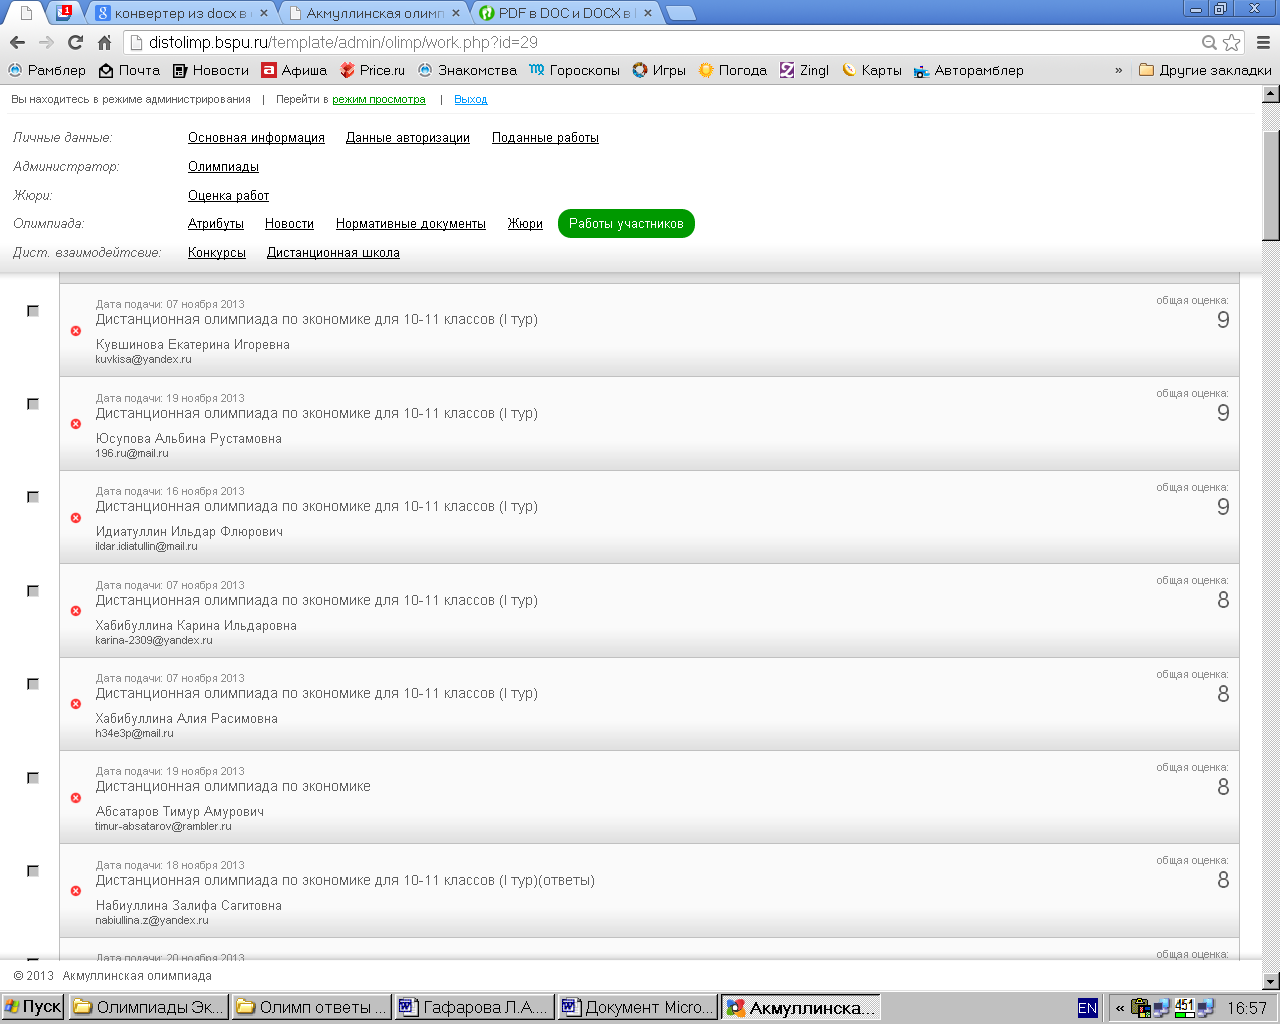 1 конвертер из docx в Акмуллинская олимп PDF в DOC и DOCX в
distolimp.bspu.ru/template/admin/olimp/work.php?id=29
Рамблер Почта Новости Афиша Price.ru Знакомства Гороскопы Игры Погода Zingl Карты Авторамблер » Другие закладки
Вы находитесь в режиме администрирования | Перейти в режим просмотра | Выход
Личные данные: Основная информация Данные авторизации Поданные работы
Администратор: Олимпиады
Жюри: Оценка работ
Олимпиада: Атрибуты Новости Нормативные документы Жюри Работы участников
Дист. взаимодейтсвие: Конкурсы Дистанционная школа
Дата подачи: 07 ноября 2013 общая оценка:
Дистанционная олимпиада по экономике для 10-11 классов (I тур) 9
Кувшинова Екатерина Игоревна
kuvkisa@yandex.ru
Дата подачи: 19 ноября 2013 общая оценка:
Дистанционная олимпиада по экономике для 10-11 классов (I тур) 9
Юсупова Альбина Рустамовна
196.ru@mail.ru
Дата подачи: 16 ноября 2013 общая оценка:
Дистанционная олимпиада по экономике для 10-11 классов (I тур) 9
Идиатуллин Ильдар Флюрович
ildar.idiatullin@mail.ru
Дата подачи: 07 ноября 2013 общая оценка:
Дистанционная олимпиада по экономике для 10-11 классов (I тур) 8
Хабибуллина Карина Ильдаровна
karina-2309@yandex.ru
Дата подачи: 07 ноября 2013 общая оценка:
Дистанционная олимпиада по экономике для 10-11 классов (I тур) 8
Хабибуллина Алия Расимовна
h34e3p@mail.ru
Дата подачи: 19 ноября 2013 общая оценка:
Дистанционная олимпиада по экономике 8
Абсатаров Тимур Амурович
timur-absatarov@rambler.ru
Дата подачи: 18 ноября 2013 общая оценка:
Дистанционная олимпиада по экономике для 10-11 классов (I тур)(ответы) 8
Набиуллина Залифа Сагитовна
nabiullina.z@yandex.ru
Дата подачи: 20 ноября 2013 общая оценка:
© 2013 Акмуллинская олимпиада
Пуск Олимпиады Эк... Олимп ответы ... Гафарова Л.А.... Документ Micro... Акмуллинска... EN « 451 16:57